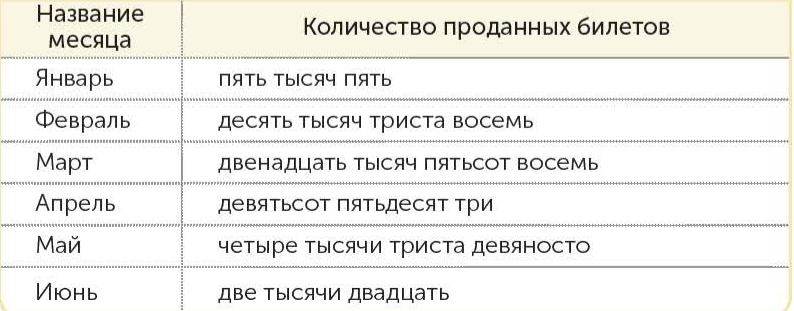 Название
месяца
Количество проданных билетов
Январь пять тысяч пять
Февраль десять тысяч триста восемь
Март двенадцать тысяч пятьсот восемь
Апрель девятьсот пятьдесят три
Май четыре тысячи триста девяносто
Июнь две тысячи двадцать